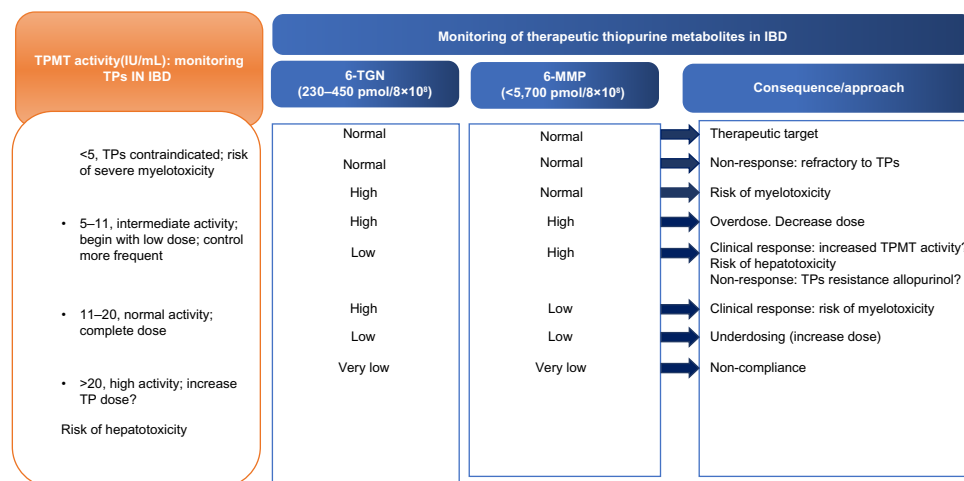 TPMT activity(IU/mL): monitoring
TPs IN IBD
<5, TPs contraindicated; risk
of severe myelotoxicity
• 5–11, intermediate activity;
begin with low dose; control
more frequent
• 11–20, normal activity;
complete dose
• >20, high activity; increase
TP dose?
Risk of hepatotoxicity
Monitoring of therapeutic thiopurine metabolites in IBD
6-TGN
(230–450 pmol/8×10⁸)
6-MMP
(<5,700 pmol/8×10⁸)
Consequence/approach
Normal Normal Therapeutic target
Normal Normal Non-response: refractory to TPs
High Normal Risk of myelotoxicity
High High Overdose. Decrease dose
Low High Clinical response: increased TPMT activity?
Risk of hepatotoxicity
Non-response: TPs resistance allopurinol?
High Low Clinical response: risk of myelotoxicity
Low Low Underdosing (increase dose)
Very low Very low Non-compliance